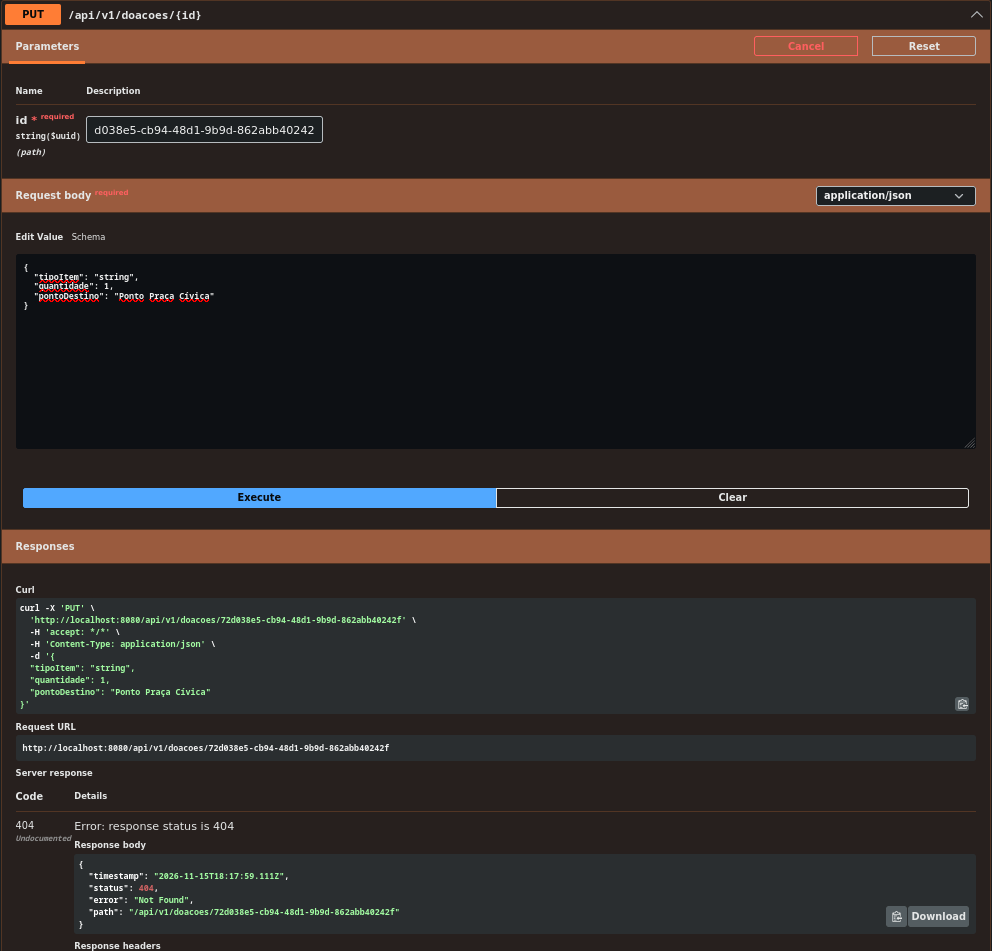 PUT /api/v1/doacoes/{id}
Parameters
Cancel
Reset
Name Description
id * required
string($uuid)
(path)
d038e5-cb94-48d1-9b9d-862abb40242
Request body required
application/json
Edit Value Schema
{
"tipoItem": "string",
"quantidade": 1,
"pontoDestino": "Ponto Praça Cívica"
}
Execute
Clear
Responses
Curl
curl -X 'PUT' \
'http://localhost:8080/api/v1/doacoes/72d038e5-cb94-48d1-9b9d-862abb40242f' \
-H 'accept: */*' \
-H 'Content-Type: application/json' \
-d '{
"tipoItem": "string",
"quantidade": 1,
"pontoDestino": "Ponto Praça Cívica"
}'
Request URL
http://localhost:8080/api/v1/doacoes/72d038e5-cb94-48d1-9b9d-862abb40242f
Server response
Code Details
404
Undocumented
Error: response status is 404
Response body
{
"timestamp": "2026-11-15T18:17:59.111Z",
"status": 404,
"error": "Not Found",
"path": "/api/v1/doacoes/72d038e5-cb94-48d1-9b9d-862abb40242f"
}
Download
Response headers